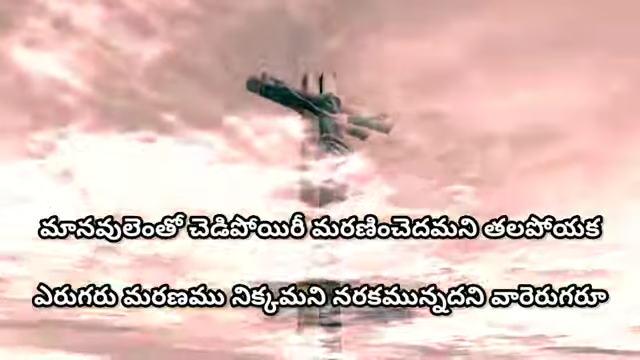 మానవులెంతో చెడిపోయిరీ మరణించెదమని తలపోయక
ఎరుగరు మరణము నిక్కమని నరకమున్నదని వారెరుగరూ